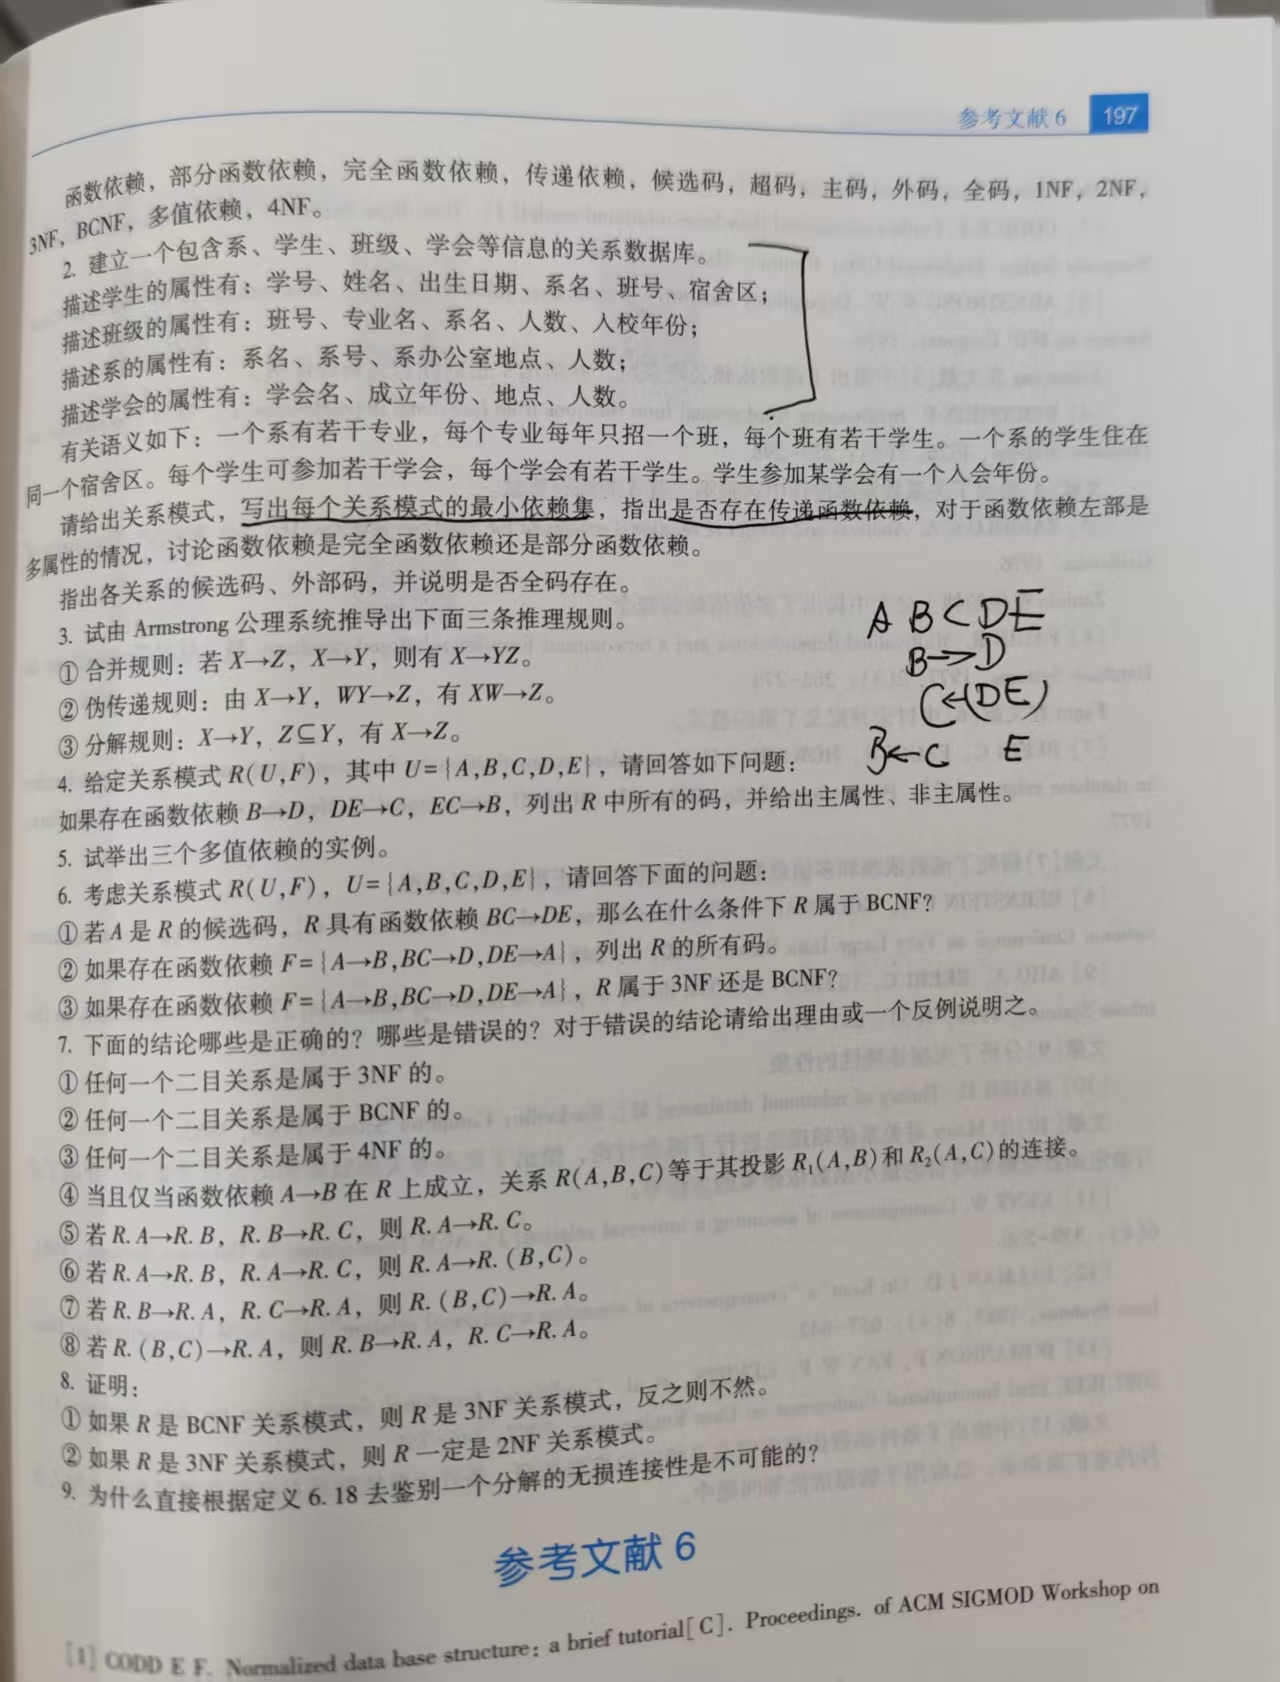 参考文献 6 197
函数依赖，部分函数依赖，完全函数依赖，传递依赖，候选码，超码，主码，外码，全码，1NF，2NF，
3NF，BCNF，多值依赖，4NF。
2. 建立一个包含系、学生、班级、学会等信息的关系数据库。
描述学生的属性有：学号、姓名、出生日期、系名、班号、宿舍区；
描述班级的属性有：班号、专业名、系名、人数、入校年份；
描述系的属性有：系名、系号、系办公室地点、人数；
描述学会的属性有：学会名、成立年份、地点、人数。
有关语义如下：一个系有若干专业，每个专业每年只招一个班，每个班有若干学生。一个系的学生住在
同一个宿舍区。每个学生可参加若干学会，每个学会有若干学生。学生参加某学会有一个入会年份。
请给出关系模式，写出每个关系模式的最小依赖集，指出是否存在传递函数依赖，对于函数依赖左部是
多属性的情况，讨论函数依赖是完全函数依赖还是部分函数依赖。
指出各关系的候选码、外部码，并说明是否全码存在。
3. 试由 Armstrong 公理系统推导出下面三条推理规则。
① 合并规则：若 X→Z，X→Y，则有 X→YZ。
② 伪传递规则：由 X→Y，WY→Z，有 XW→Z。
③ 分解规则：X→Y，Z⊆Y，有 X→Z。
A B C D E
B→D
C←(DE)
B←C E
4. 给定关系模式 R(U,F)，其中 U={A,B,C,D,E}，请回答如下问题：
如果存在函数依赖 B→D，DE→C，EC→B，列出 R 中所有的码，并给出主属性、非主属性。
5. 试举出三个多值依赖的实例。
6. 考虑关系模式 R(U,F)，U={A,B,C,D,E}，请回答下面的问题：
① 若 A 是 R 的候选码，R 具有函数依赖 BC→DE，那么在什么条件下 R 属于 BCNF？
② 如果存在函数依赖 F={A→B,BC→D,DE→A}，列出 R 的所有码。
③ 如果存在函数依赖 F={A→B,BC→D,DE→A}，R 属于 3NF 还是 BCNF？
7. 下面的结论哪些是正确的？哪些是错误的？对于错误的结论请给出理由或一个反例说明之。
① 任何一个二目关系是属于 3NF 的。
② 任何一个二目关系是属于 BCNF 的。
③ 任何一个二目关系是属于 4NF 的。
④ 当且仅当函数依赖 A→B 在 R 上成立，关系 R(A,B,C)等于其投影 R₁(A,B)和 R₂(A,C)的连接。
⑤ 若 R.A→R.B，R.B→R.C，则 R.A→R.C。
⑥ 若 R.A→R.B，R.A→R.C，则 R.A→R.(B,C)。
⑦ 若 R.B→R.A，R.C→R.A，则 R.(B,C)→R.A。
⑧ 若 R.(B,C)→R.A，则 R.B→R.A，R.C→R.A。
8. 证明：
① 如果 R 是 BCNF 关系模式，则 R 是 3NF 关系模式，反之则不然。
② 如果 R 是 3NF 关系模式，则 R 一定是 2NF 关系模式。
9. 为什么直接根据定义 6.18 去鉴别一个分解的无损连接性是不可能的？
参考文献 6
[1] CODD E F. Normalized data base structure: a brief tutorial[C]. Proceedings. of ACM SIGMOD Workshop on